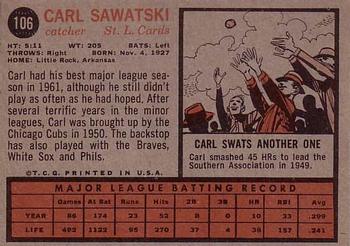 106
CARL SAWATSKI
catcher St. L. Cards
HT: 5:11 WT: 205 BATS: Left
THROWS: Right BORN: Nov. 4, 1927
HOME: Little Rock, Arkansas
Carl had his best major league season
in 1961, although he still didn't
play as often as he had hoped. After
several terrific years in the minor
leagues, Carl was brought up by the
Chicago Cubs in 1950. The backstop
has also played with the Braves,
White Sox and Phils.
©T.C.G. PRINTED IN U.S.A.
CARL SWATS ANOTHER ONE
Carl smashed 45 HRs to lead the
Southern Association in 1949.
MAJOR LEAGUE BATTING RECORD
Games At Bat Runs Hits 2B 3B HR RBI Avg.
YEAR 86 174 23 52 8 0 10 33 .299
LIFE 492 1122 95 270 4 37 .241